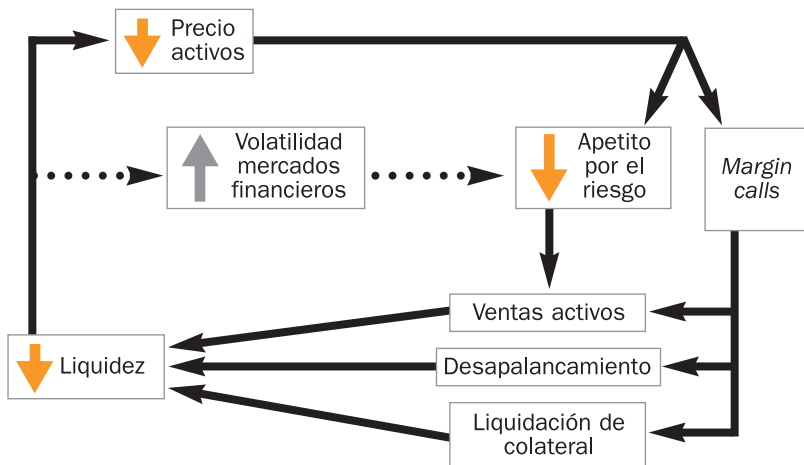 Precio
activos
Volatilidad
mercados
financieros
Apetito
por el
riesgo
Margin
calls
Ventas activos
Liquidez
Desapalancamiento
Liquidación de
colateral